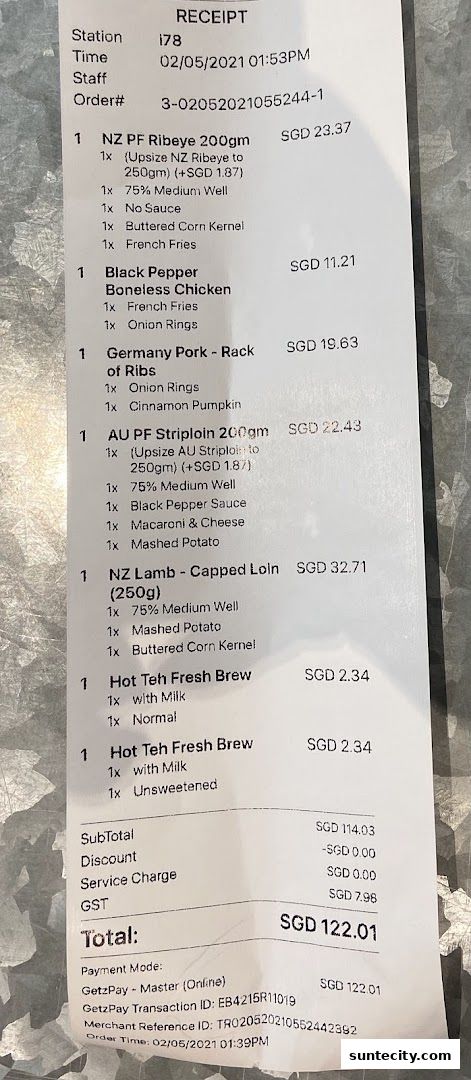 RECEIPT
Station i78
Time 02/05/2021 01:53PM
Staff
Order# 3-02052021055244-1
1 NZ PF Ribeye 200gm SGD 23.37
1x (Upsize NZ Ribeye to
250gm) (+SGD 1.87)
1x 75% Medium Well
1x No Sauce
1x Buttered Corn Kernel
1x French Fries
1 Black Pepper SGD 11.21
Boneless Chicken
1x French Fries
1x Onion Rings
1 Germany Pork - Rack SGD 19.63
of Ribs
1x Onion Rings
1x Cinnamon Pumpkin
1 AU PF Striploin 200gm SGD 22.43
1x (Upsize AU Striploin to
250gm) (+SGD 1.87)
1x 75% Medium Well
1x Black Pepper Sauce
1x Macaroni & Cheese
1x Mashed Potato
1 NZ Lamb - Capped Loin SGD 32.71
(250g)
1x 75% Medium Well
1x Mashed Potato
1x Buttered Corn Kernel
1 Hot Teh Fresh Brew SGD 2.34
1x with Milk
1x Normal
1 Hot Teh Fresh Brew SGD 2.34
1x with Milk
1x Unsweetened
SubTotal SGD 114.03
Discount -SGD 0.00
Service Charge SGD 0.00
GST SGD 7.98
Total: SGD 122.01
Payment Mode:
GetzPay - Master (Online) SGD 122.01
GetzPay Transaction ID: EB4215R11019
Merchant Reference ID: TR020520210552442392
Order Time: 02/05/2021 01:39PM
suntecity.com